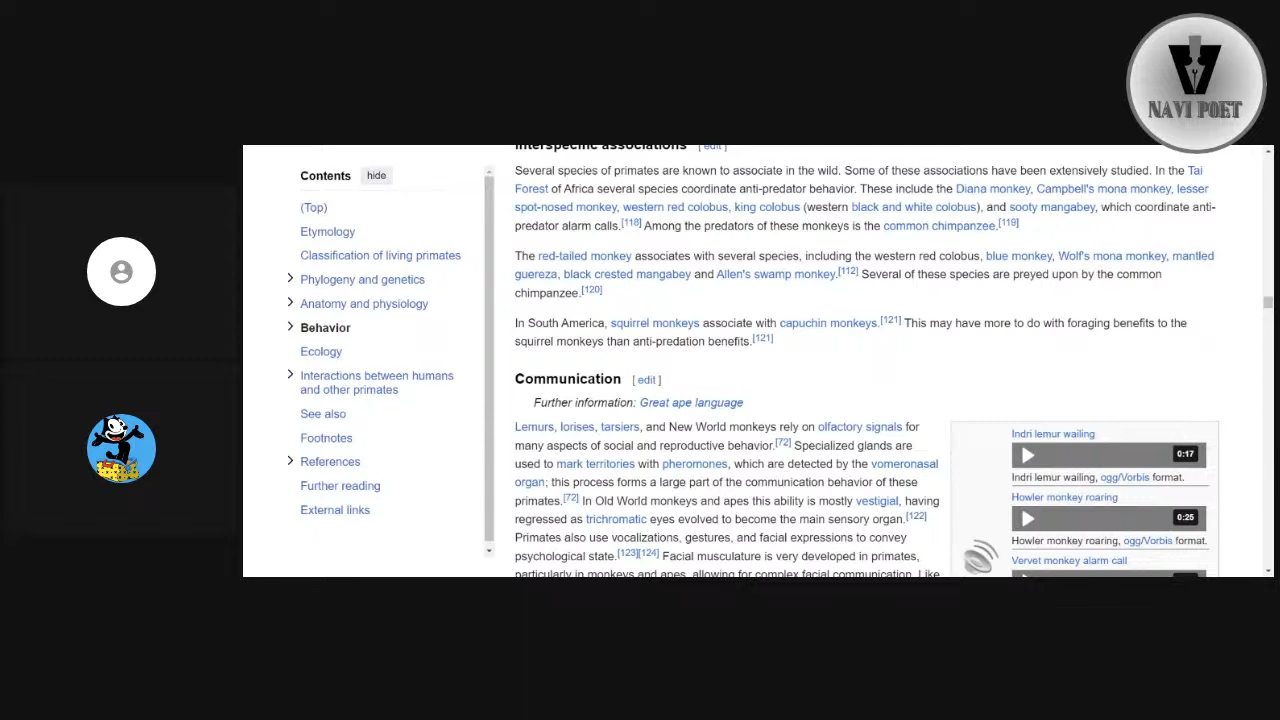 NAVI POET
Contents hide
(Top)
Etymology
Classification of living primates
Phylogeny and genetics
Anatomy and physiology
Behavior
Ecology
Interactions between humans
and other primates
See also
Footnotes
References
Further reading
External links
Interspecific associations [ edit ]
Several species of primates are known to associate in the wild. Some of these associations have been extensively studied. In the Tai
Forest of Africa several species coordinate anti-predator behavior. These include the Diana monkey, Campbell's mona monkey, lesser
spot-nosed monkey, western red colobus, king colobus (western black and white colobus), and sooty mangabey, which coordinate anti-
predator alarm calls.[118] Among the predators of these monkeys is the common chimpanzee.[119]
The red-tailed monkey associates with several species, including the western red colobus, blue monkey, Wolf's mona monkey, mantled
guereza, black crested mangabey and Allen's swamp monkey.[112] Several of these species are preyed upon by the common
chimpanzee.[120]
In South America, squirrel monkeys associate with capuchin monkeys.[121] This may have more to do with foraging benefits to the
squirrel monkeys than anti-predation benefits.[121]
Communication [ edit ]
Further information: Great ape language
Lemurs, lorises, tarsiers, and New World monkeys rely on olfactory signals for
many aspects of social and reproductive behavior.[72] Specialized glands are
used to mark territories with pheromones, which are detected by the vomeronasal
organ; this process forms a large part of the communication behavior of these
primates.[72] In Old World monkeys and apes this ability is mostly vestigial, having
regressed as trichromatic eyes evolved to become the main sensory organ.[122]
Primates also use vocalizations, gestures, and facial expressions to convey
psychological state.[123][124] Facial musculature is very developed in primates,
particularly in monkeys and apes, allowing for complex facial communication. Like
Indri lemur wailing
0:17
Indri lemur wailing, ogg/Vorbis format.
Howler monkey roaring
0:25
Howler monkey roaring, ogg/Vorbis format.
Vervet monkey alarm call